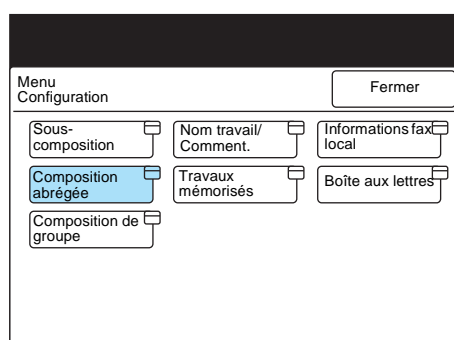 Menu
Configuration
Fermer
Sous-
composition
Nom travail/
Comment.
Informations fax
local
Composition
abrégée
Travaux
mémorisés
Boîte aux lettres
Composition de
groupe